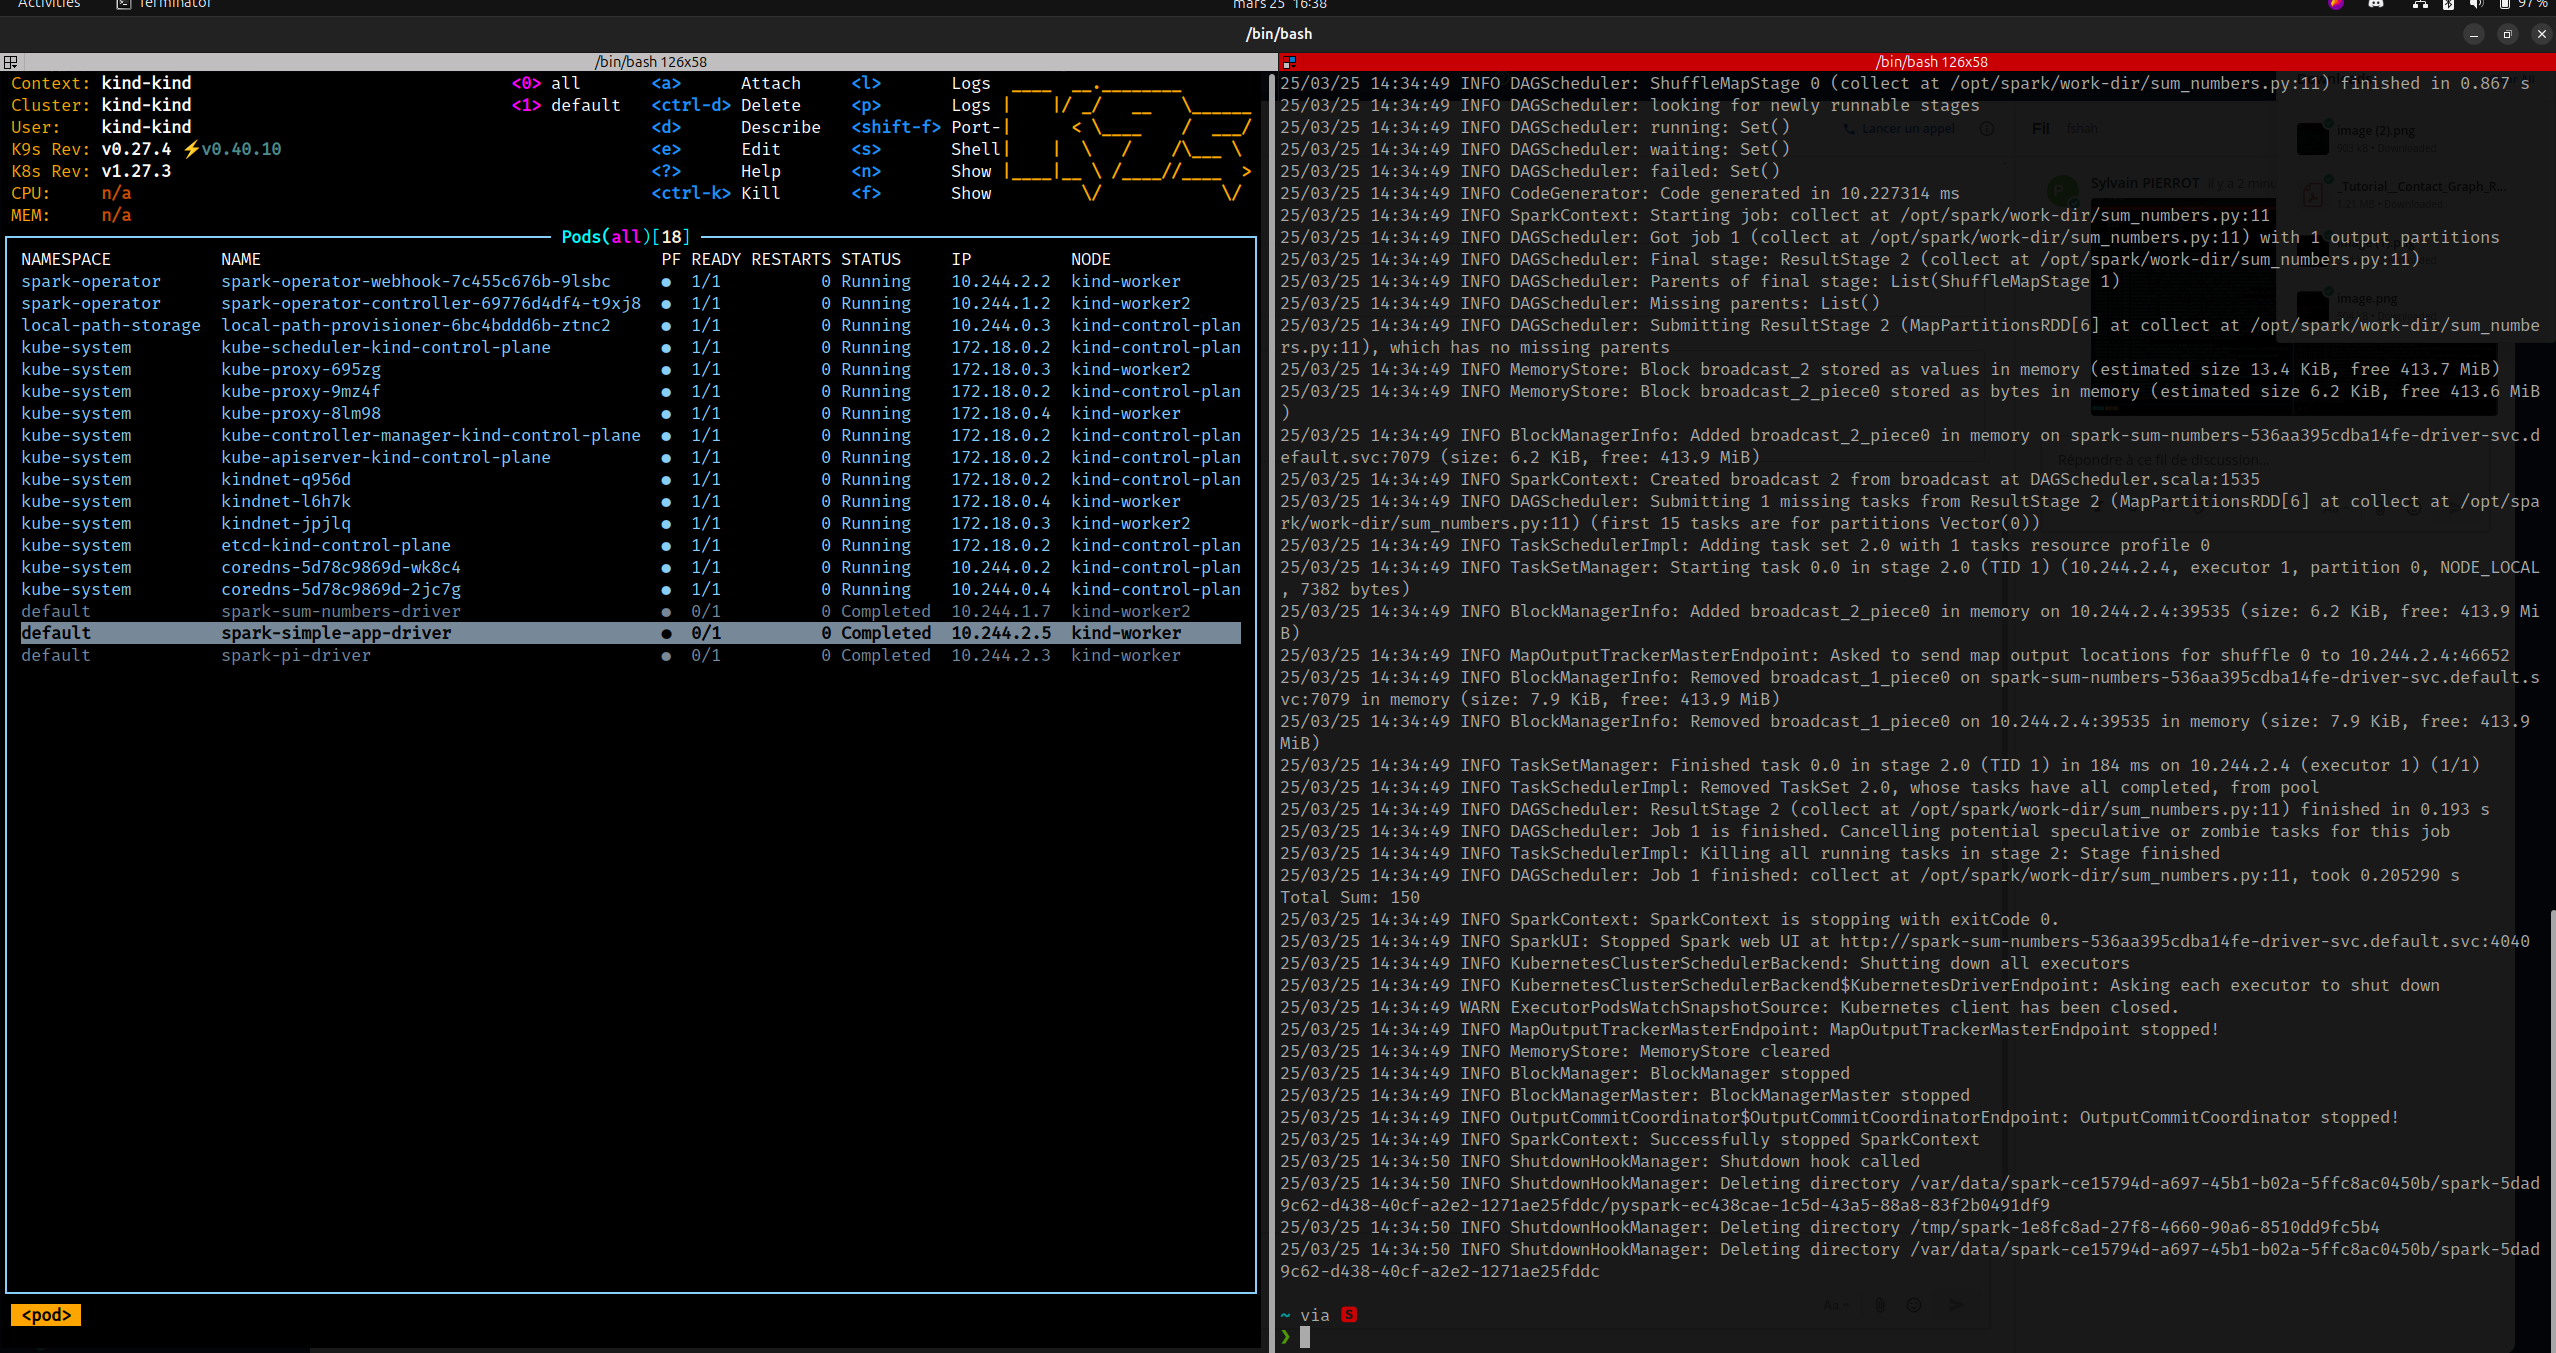 Activities
Terminator
mars 25 16:38
97 %
/bin/bash
/bin/bash 126x58
Context: kind-kind <0> all <a> Attach <l> Logs
Cluster: kind-kind <1> default <ctrl-d> Delete <p> Logs
User: kind-kind <d> Describe <shift-f> Port-
K9s Rev: v0.27.4 ⚡v0.40.10 <e> Edit <s> Shell
K8s Rev: v1.27.3 <?> Help <n> Show
CPU: n/a <ctrl-k> Kill <f> Show
MEM: n/a
Pods(all)[18]
NAMESPACE NAME PF READY RESTARTS STATUS IP NODE
spark-operator spark-operator-webhook-7c455c676b-9lsbc ● 1/1 0 Running 10.244.2.2 kind-worker
spark-operator spark-operator-controller-69776d4df4-t9xj8 ● 1/1 0 Running 10.244.1.2 kind-worker2
local-path-storage local-path-provisioner-6bc4bddd6b-ztnc2 ● 1/1 0 Running 10.244.0.3 kind-control-plan
kube-system kube-scheduler-kind-control-plane ● 1/1 0 Running 172.18.0.2 kind-control-plan
kube-system kube-proxy-695zg ● 1/1 0 Running 172.18.0.3 kind-worker2
kube-system kube-proxy-9mz4f ● 1/1 0 Running 172.18.0.2 kind-control-plan
kube-system kube-proxy-8lm98 ● 1/1 0 Running 172.18.0.4 kind-worker
kube-system kube-controller-manager-kind-control-plane ● 1/1 0 Running 172.18.0.2 kind-control-plan
kube-system kube-apiserver-kind-control-plane ● 1/1 0 Running 172.18.0.2 kind-control-plan
kube-system kindnet-q956d ● 1/1 0 Running 172.18.0.2 kind-control-plan
kube-system kindnet-l6h7k ● 1/1 0 Running 172.18.0.4 kind-worker
kube-system kindnet-jpjlq ● 1/1 0 Running 172.18.0.3 kind-worker2
kube-system etcd-kind-control-plane ● 1/1 0 Running 172.18.0.2 kind-control-plan
kube-system coredns-5d78c9869d-wk8c4 ● 1/1 0 Running 10.244.0.2 kind-control-plan
kube-system coredns-5d78c9869d-2jc7g ● 1/1 0 Running 10.244.0.4 kind-control-plan
default spark-sum-numbers-driver ● 0/1 0 Completed 10.244.1.7 kind-worker2
default spark-simple-app-driver ● 0/1 0 Completed 10.244.2.5 kind-worker
default spark-pi-driver ● 0/1 0 Completed 10.244.2.3 kind-worker
<pod>
/bin/bash 126x58
25/03/25 14:34:49 INFO DAGScheduler: ShuffleMapStage 0 (collect at /opt/spark/work-dir/sum_numbers.py:11) finished in 0.867 s
25/03/25 14:34:49 INFO DAGScheduler: looking for newly runnable stages
25/03/25 14:34:49 INFO DAGScheduler: running: Set()
25/03/25 14:34:49 INFO DAGScheduler: waiting: Set()
25/03/25 14:34:49 INFO DAGScheduler: failed: Set()
25/03/25 14:34:49 INFO CodeGenerator: Code generated in 10.227314 ms
25/03/25 14:34:49 INFO SparkContext: Starting job: collect at /opt/spark/work-dir/sum_numbers.py:11
25/03/25 14:34:49 INFO DAGScheduler: Got job 1 (collect at /opt/spark/work-dir/sum_numbers.py:11) with 1 output partitions
25/03/25 14:34:49 INFO DAGScheduler: Final stage: ResultStage 2 (collect at /opt/spark/work-dir/sum_numbers.py:11)
25/03/25 14:34:49 INFO DAGScheduler: Parents of final stage: List(ShuffleMapStage 1)
25/03/25 14:34:49 INFO DAGScheduler: Missing parents: List()
25/03/25 14:34:49 INFO DAGScheduler: Submitting ResultStage 2 (MapPartitionsRDD[6] at collect at /opt/spark/work-dir/sum_numbe
rs.py:11), which has no missing parents
25/03/25 14:34:49 INFO MemoryStore: Block broadcast_2 stored as values in memory (estimated size 13.4 KiB, free 413.7 MiB)
25/03/25 14:34:49 INFO MemoryStore: Block broadcast_2_piece0 stored as bytes in memory (estimated size 6.2 KiB, free 413.6 MiB
)
25/03/25 14:34:49 INFO BlockManagerInfo: Added broadcast_2_piece0 in memory on spark-sum-numbers-536aa395cdba14fe-driver-svc.d
efault.svc:7079 (size: 6.2 KiB, free: 413.9 MiB)
25/03/25 14:34:49 INFO SparkContext: Created broadcast 2 from broadcast at DAGScheduler.scala:1535
25/03/25 14:34:49 INFO DAGScheduler: Submitting 1 missing tasks from ResultStage 2 (MapPartitionsRDD[6] at collect at /opt/spa
rk/work-dir/sum_numbers.py:11) (first 15 tasks are for partitions Vector(0))
25/03/25 14:34:49 INFO TaskSchedulerImpl: Adding task set 2.0 with 1 tasks resource profile 0
25/03/25 14:34:49 INFO TaskSetManager: Starting task 0.0 in stage 2.0 (TID 1) (10.244.2.4, executor 1, partition 0, NODE_LOCAL
, 7382 bytes)
25/03/25 14:34:49 INFO BlockManagerInfo: Added broadcast_2_piece0 in memory on 10.244.2.4:39535 (size: 6.2 KiB, free: 413.9 Mi
B)
25/03/25 14:34:49 INFO MapOutputTrackerMasterEndpoint: Asked to send map output locations for shuffle 0 to 10.244.2.4:46652
25/03/25 14:34:49 INFO BlockManagerInfo: Removed broadcast_1_piece0 on spark-sum-numbers-536aa395cdba14fe-driver-svc.default.s
vc:7079 in memory (size: 7.9 KiB, free: 413.9 MiB)
25/03/25 14:34:49 INFO BlockManagerInfo: Removed broadcast_1_piece0 on 10.244.2.4:39535 in memory (size: 7.9 KiB, free: 413.9
MiB)
25/03/25 14:34:49 INFO TaskSetManager: Finished task 0.0 in stage 2.0 (TID 1) in 184 ms on 10.244.2.4 (executor 1) (1/1)
25/03/25 14:34:49 INFO TaskSchedulerImpl: Removed TaskSet 2.0, whose tasks have all completed, from pool
25/03/25 14:34:49 INFO DAGScheduler: ResultStage 2 (collect at /opt/spark/work-dir/sum_numbers.py:11) finished in 0.193 s
25/03/25 14:34:49 INFO DAGScheduler: Job 1 is finished. Cancelling potential speculative or zombie tasks for this job
25/03/25 14:34:49 INFO TaskSchedulerImpl: Killing all running tasks in stage 2: Stage finished
25/03/25 14:34:49 INFO DAGScheduler: Job 1 finished: collect at /opt/spark/work-dir/sum_numbers.py:11, took 0.205290 s
Total Sum: 150
25/03/25 14:34:49 INFO SparkContext: SparkContext is stopping with exitCode 0.
25/03/25 14:34:49 INFO SparkUI: Stopped Spark web UI at http://spark-sum-numbers-536aa395cdba14fe-driver-svc.default.svc:4040
25/03/25 14:34:49 INFO KubernetesClusterSchedulerBackend: Shutting down all executors
25/03/25 14:34:49 INFO KubernetesClusterSchedulerBackend$KubernetesDriverEndpoint: Asking each executor to shut down
25/03/25 14:34:49 WARN ExecutorPodsWatchSnapshotSource: Kubernetes client has been closed.
25/03/25 14:34:49 INFO MapOutputTrackerMasterEndpoint: MapOutputTrackerMasterEndpoint stopped!
25/03/25 14:34:49 INFO MemoryStore: MemoryStore cleared
25/03/25 14:34:49 INFO BlockManager: BlockManager stopped
25/03/25 14:34:49 INFO BlockManagerMaster: BlockManagerMaster stopped
25/03/25 14:34:49 INFO OutputCommitCoordinator$OutputCommitCoordinatorEndpoint: OutputCommitCoordinator stopped!
25/03/25 14:34:49 INFO SparkContext: Successfully stopped SparkContext
25/03/25 14:34:50 INFO ShutdownHookManager: Shutdown hook called
25/03/25 14:34:50 INFO ShutdownHookManager: Deleting directory /var/data/spark-ce15794d-a697-45b1-b02a-5ffc8ac0450b/spark-5dad
9c62-d438-40cf-a2e2-1271ae25fddc/pyspark-ec438cae-1c5d-43a5-88a8-83f2b0491df9
25/03/25 14:34:50 INFO ShutdownHookManager: Deleting directory /tmp/spark-1e8fc8ad-27f8-4660-90a6-8510dd9fc5b4
25/03/25 14:34:50 INFO ShutdownHookManager: Deleting directory /var/data/spark-ce15794d-a697-45b1-b02a-5ffc8ac0450b/spark-5dad
9c62-d438-40cf-a2e2-1271ae25fddc
~ via S
❯
Lancer un appel
Fil fshah
Sylvain PIERROT il y a 2 minu
image (2).png
903 KB • Downloaded
_Tutorial__Contact_Graph_R...
1.21 MB • Downloaded
image.png
Répondre à ce fil de discussion...
Aa